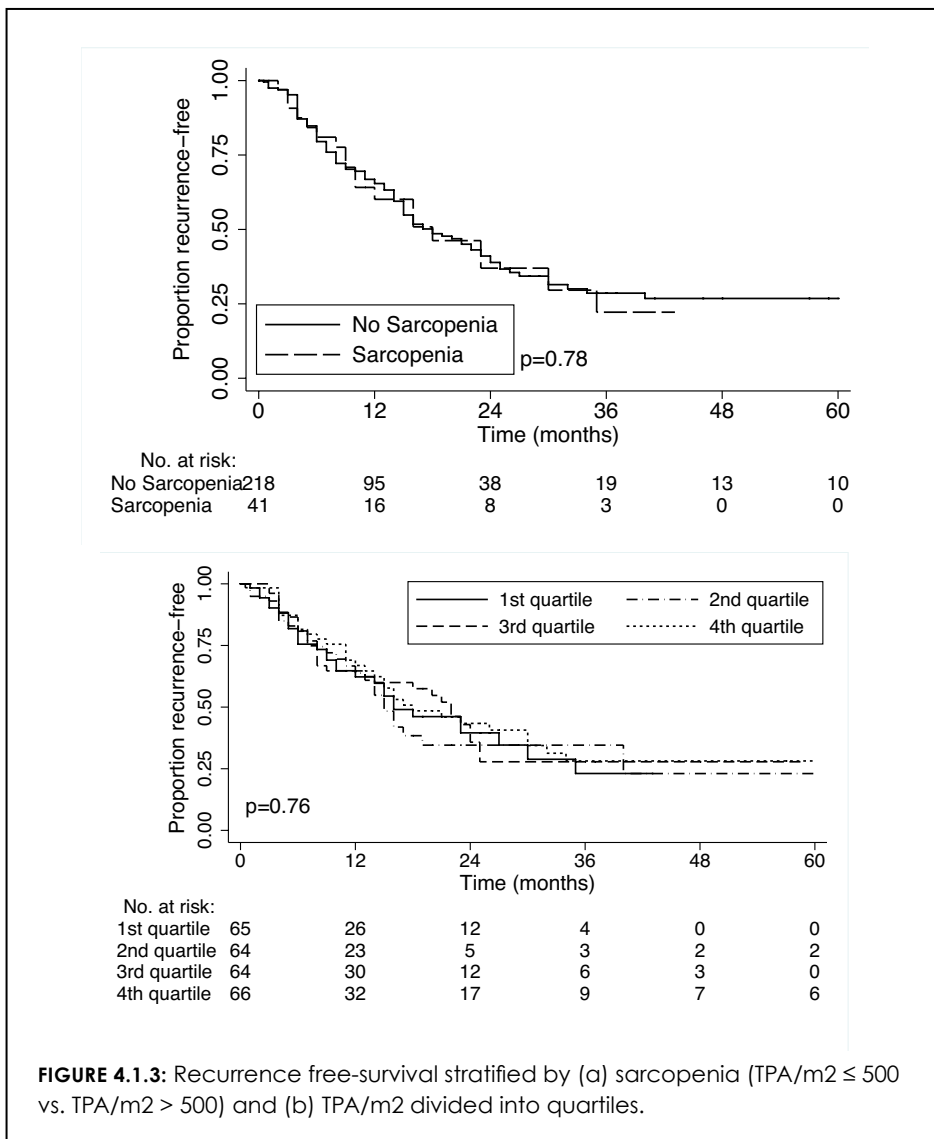 Proportion recurrence−free
1.00
0.75
0.50
0.25
0.00
No Sarcopenia
Sarcopenia
p=0.78
0 12 24 36 48 60
Time (months)
No. at risk:
No Sarcopenia 218 95 38 19 13 10
Sarcopenia 41 16 8 3 0 0
Proportion recurrence−free
1.00
0.75
0.50
0.25
0.00
1st quartile 2nd quartile
3rd quartile 4th quartile
p=0.76
0 12 24 36 48 60
Time (months)
No. at risk:
1st quartile 65 26 12 4 0 0
2nd quartile 64 23 5 3 2 2
3rd quartile 64 30 12 6 3 0
4th quartile 66 32 17 9 7 6
FIGURE 4.1.3: Recurrence free-survival stratified by (a) sarcopenia (TPA/m2 ≤ 500
vs. TPA/m2 > 500) and (b) TPA/m2 divided into quartiles.